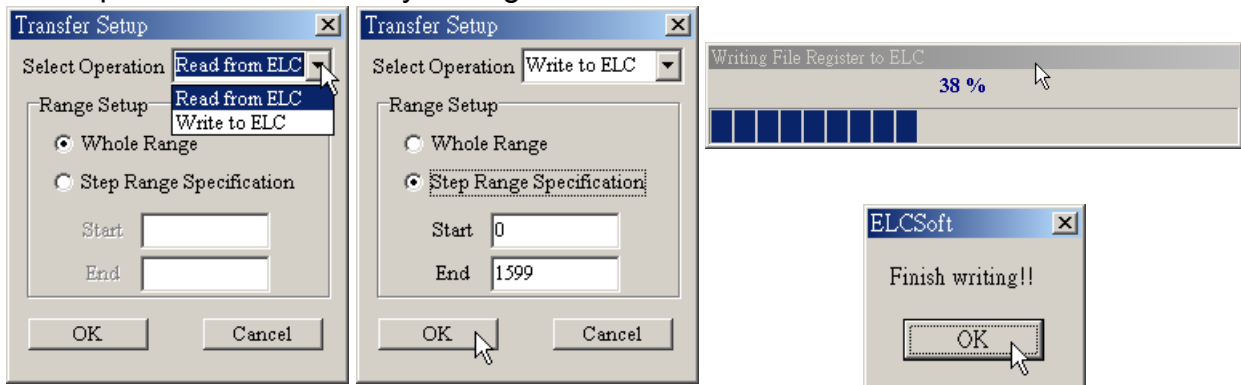 Transfer Setup
Select Operation Read from ELC
Read from ELC
Write to ELC
Range Setup
Whole Range
Step Range Specification
Start
End
OK Cancel
Transfer Setup
Select Operation Write to ELC
Range Setup
Whole Range
Step Range Specification
Start 0
End 1599
OK Cancel
Writing File Register to ELC
38 %
ELCSoft
Finish writing!!
OK